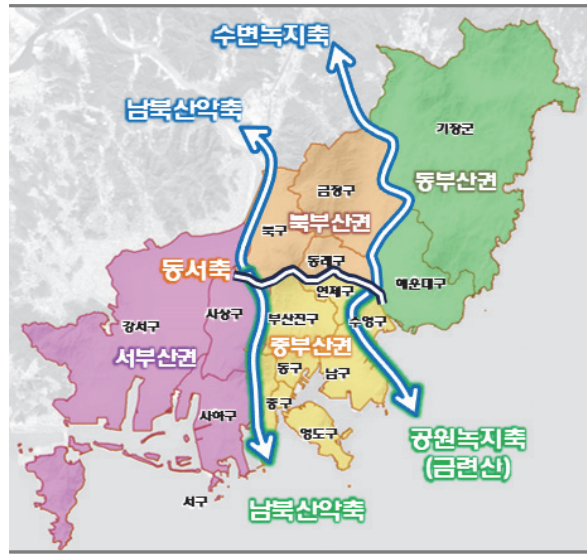 수변녹지축
남북산악축
기장군
동부산권
금정구
북부산권
북구
동래구
동서축
해운대구
연제구
강서구
사상구
부산진구
수영구
서부산권
중부산권
동구
남구
중구
사하구
영도구
서구
공원녹지축
(금련산)
남북산악축